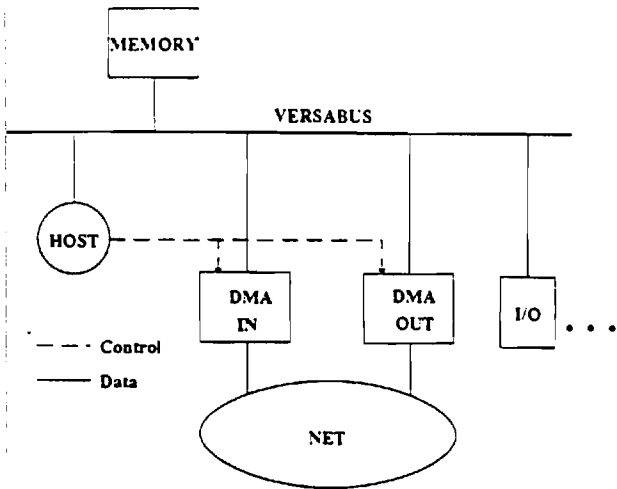 MEMORY
VERSABUS
HOST
DMA
IN
DMA
OUT
I/O
• • •
Control
Data
NET